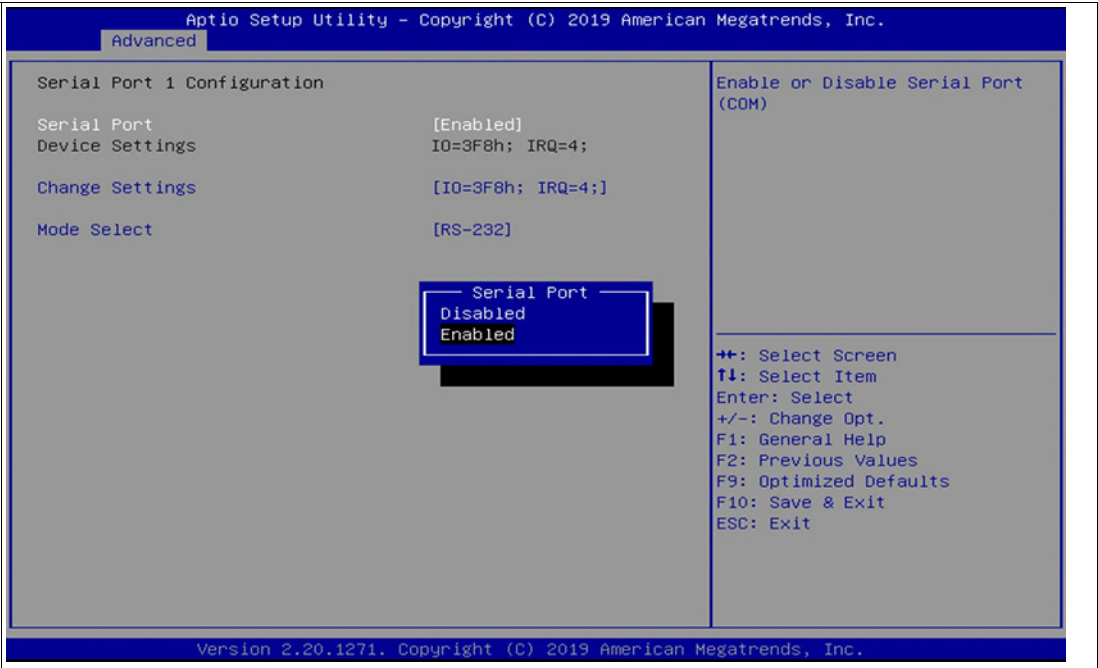 Aptio Setup Utility – Copyright (C) 2019 American Megatrends, Inc.
Advanced
Serial Port 1 Configuration
Serial Port [Enabled]
Device Settings IO=3F8h; IRQ=4;
Change Settings [IO=3F8h; IRQ=4;]
Mode Select [RS-232]
Serial Port
Disabled
Enabled
Enable or Disable Serial Port
(COM)
→←: Select Screen
↑↓: Select Item
Enter: Select
+/-: Change Opt.
F1: General Help
F2: Previous Values
F9: Optimized Defaults
F10: Save & Exit
ESC: Exit
Version 2.20.1271. Copyright (C) 2019 American Megatrends, Inc.